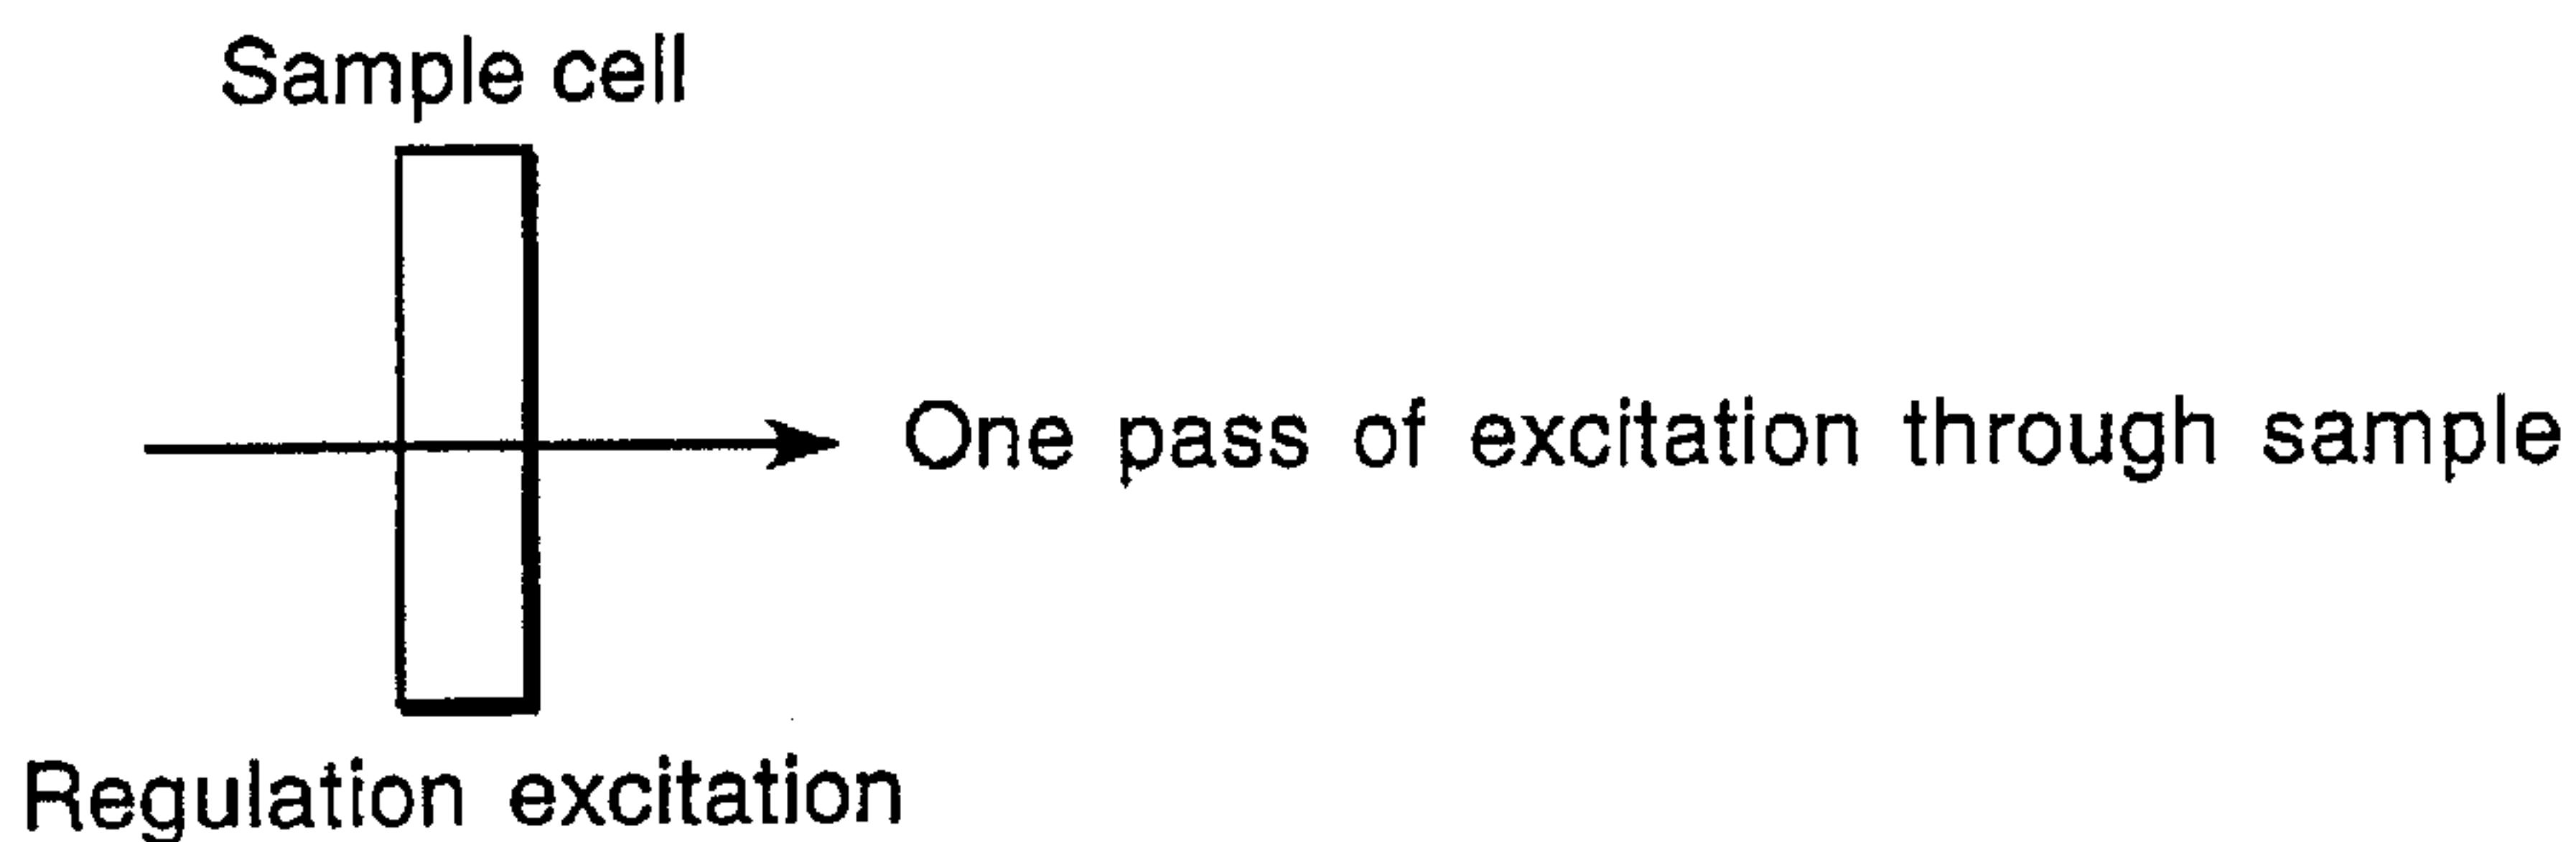 Sample cell
One pass of excitation through sample
Regulation excitation